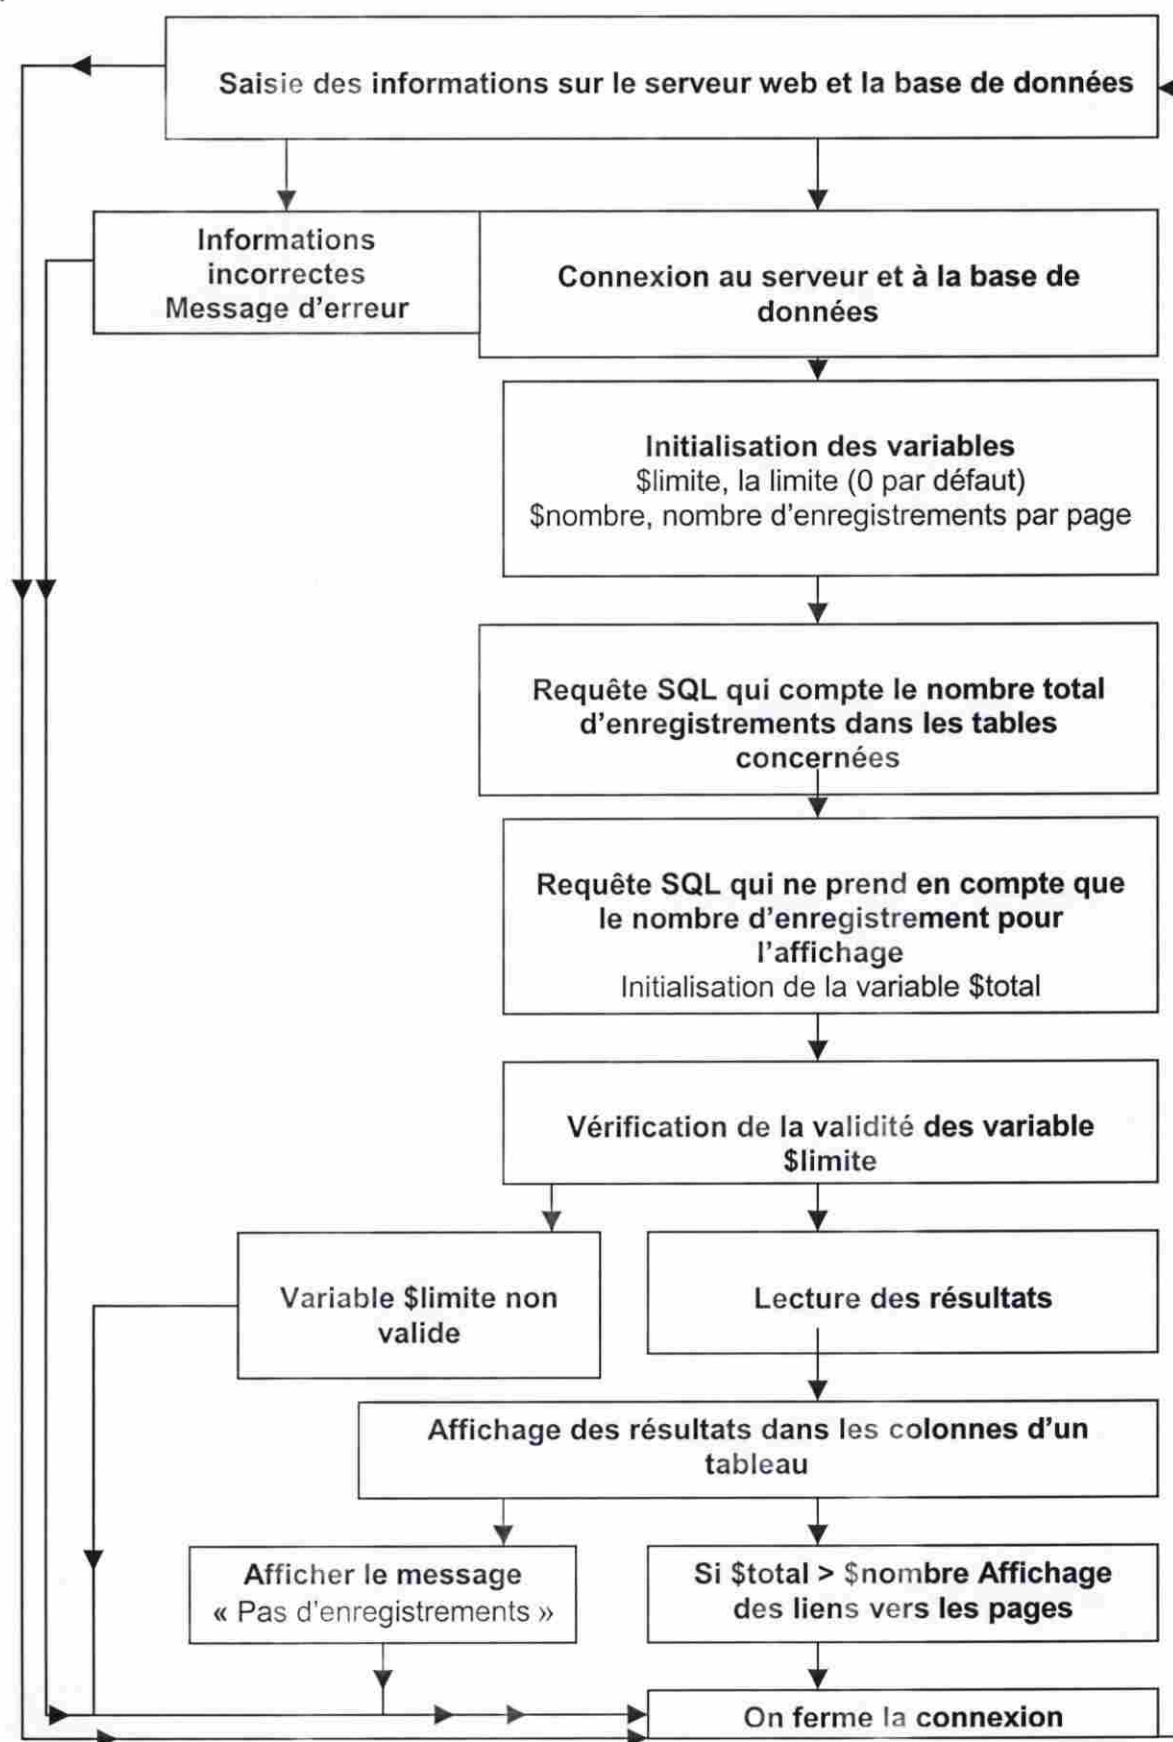 Saisie des informations sur le serveur web et la base de données
Informations
incorrectes
Message d'erreur
Connexion au serveur et à la base de
données
Initialisation des variables
$limite, la limite (0 par défaut)
$nombre, nombre d'enregistrements par page
Requête SQL qui compte le nombre total
d'enregistrements dans les tables
concernées
Requête SQL qui ne prend en compte que
le nombre d'enregistrement pour
l'affichage
Initialisation de la variable $total
Vérification de la validité des variable
$limite
Variable $limite non
valide
Lecture des résultats
Affichage des résultats dans les colonnes d'un
tableau
Afficher le message
« Pas d'enregistrements »
Si $total > $nombre Affichage
des liens vers les pages
On ferme la connexion